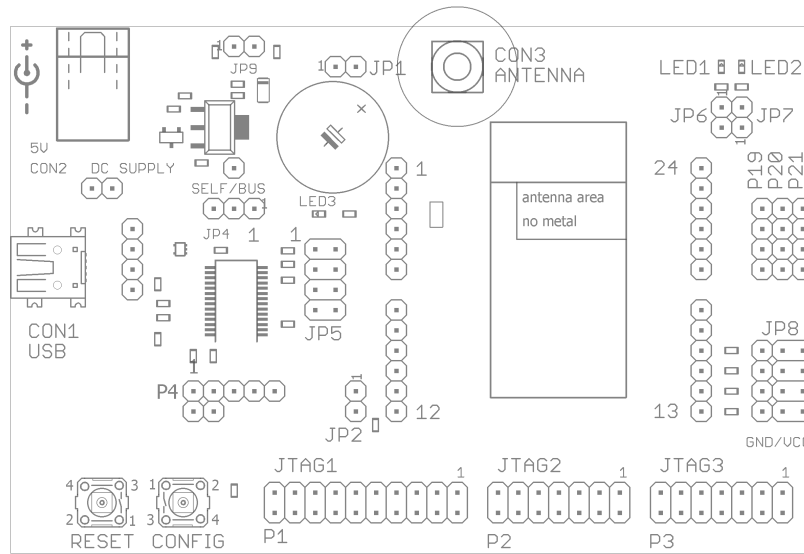 1
JP9
1
JP1
CON3
ANTENNA
LED1
LED2
1
JP6
JP7
1
+
-
5V
CON2
DC SUPPLY
SELF/BUS
1
JP4
LED3
1
24
P19
P20
P21
antenna area
no metal
1
1
CON1
USB
JP5
JP8
1
P4
1
JP2
12
13
GND/VCC
JTAG1
1
JTAG2
1
JTAG3
1
4
3
2
1
1
2
3
4
RESET
CONFIG
P1
P2
P3